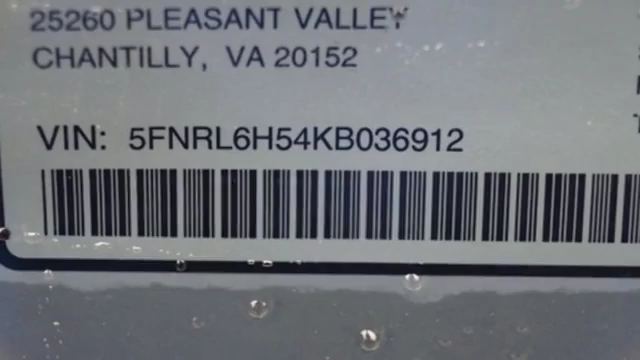 25260 PLEASANT VALLEY
CHANTILLY, VA 20152
VIN: 5FNRL6H54KB036912